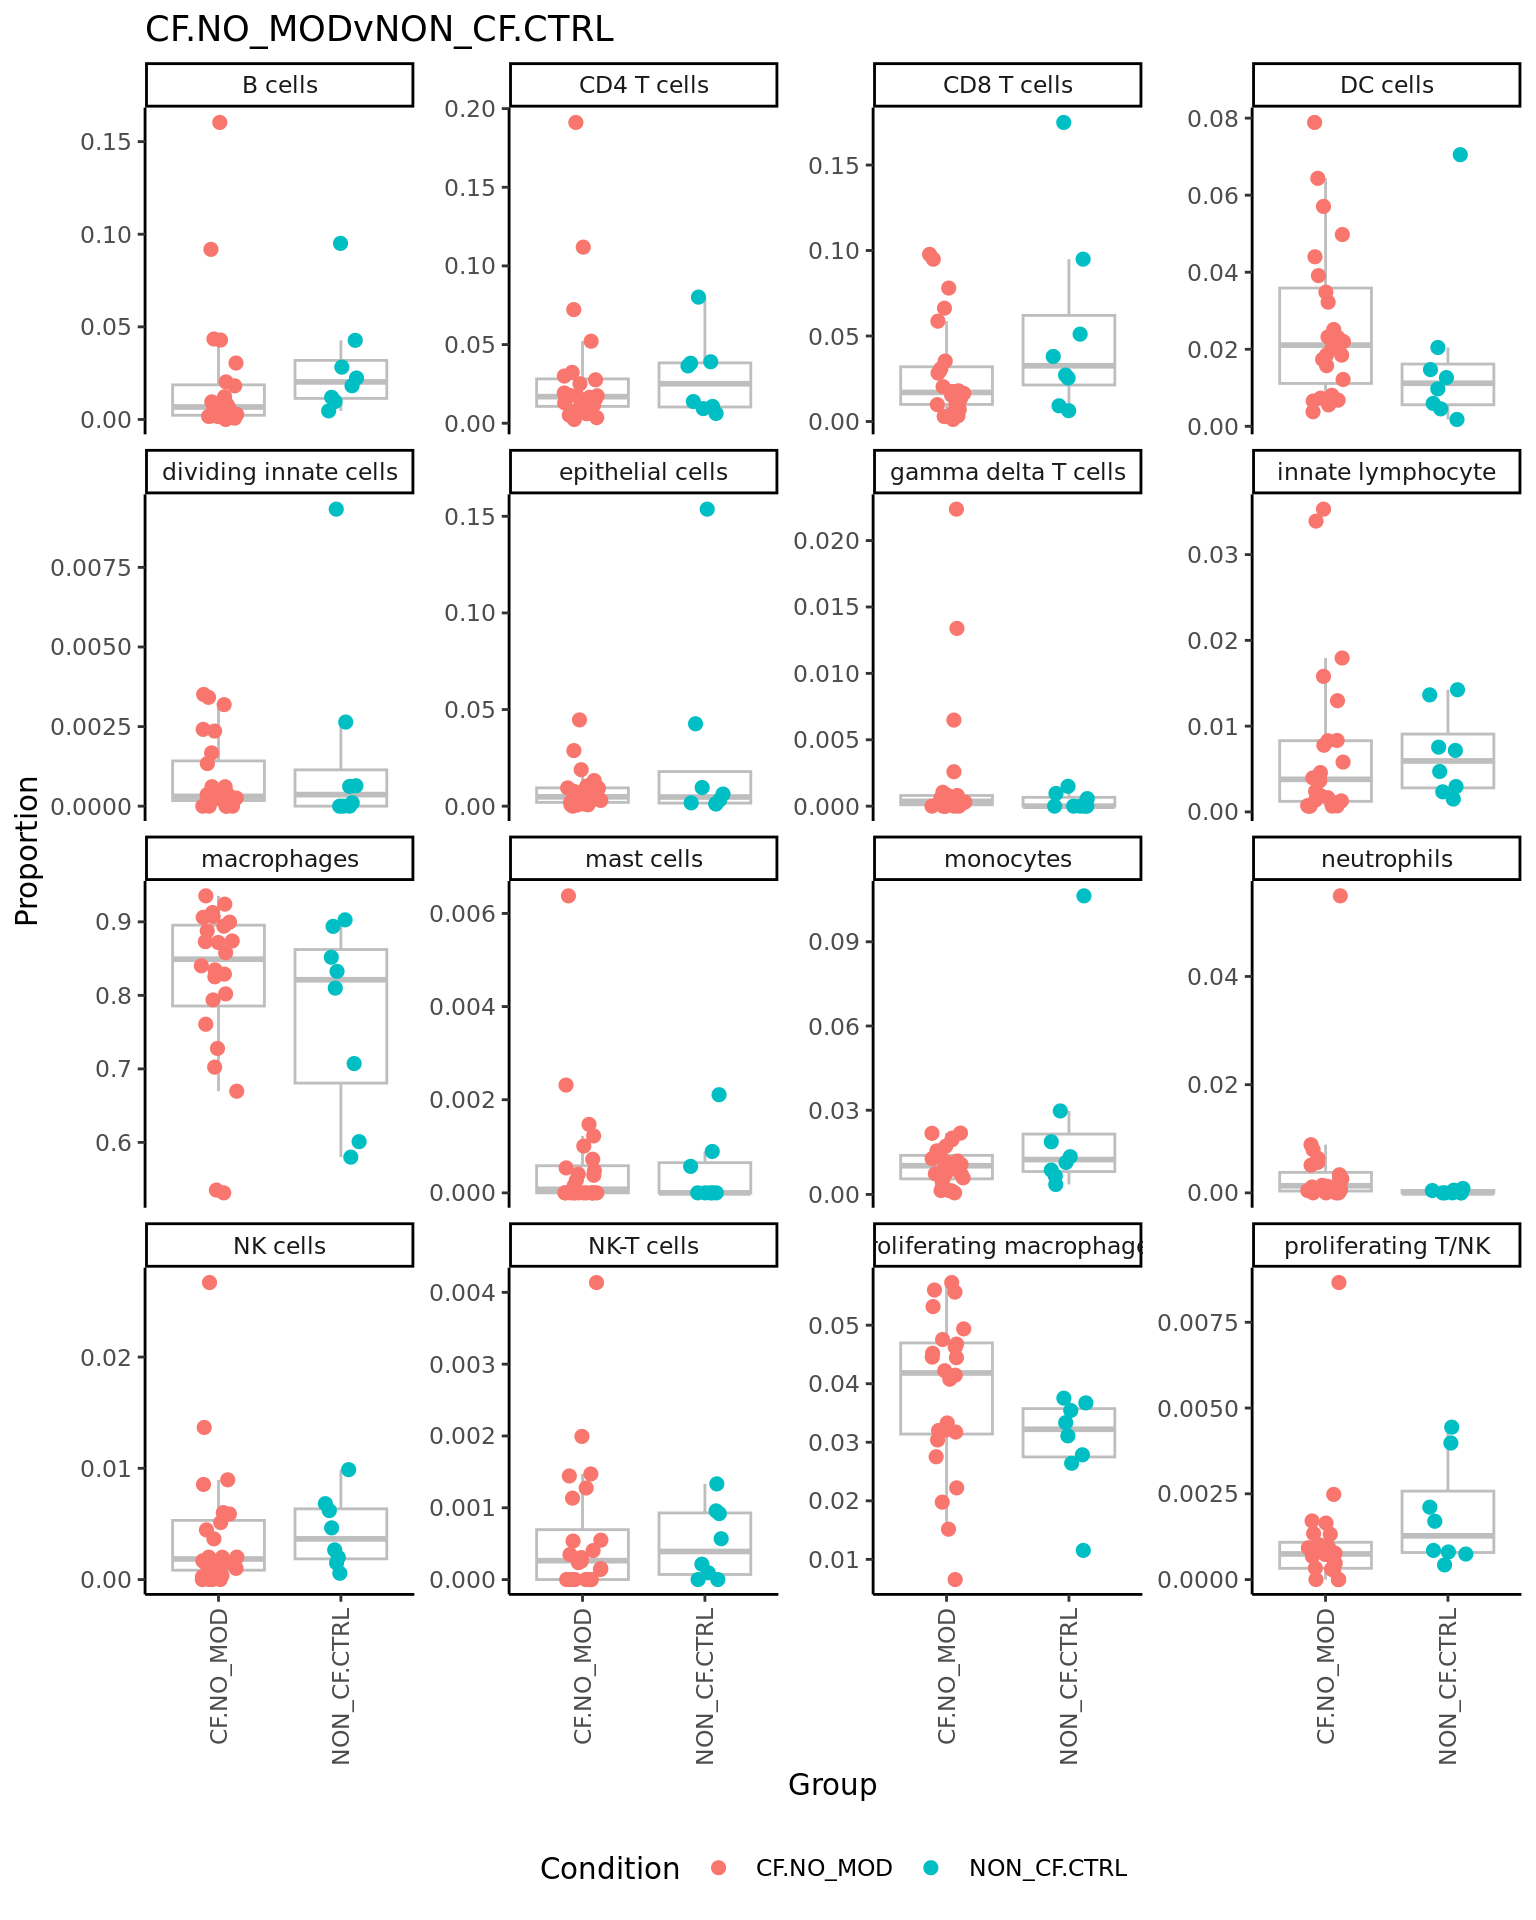 CF.NO_MODvNON_CF.CTRL
B cells
CD4 T cells
CD8 T cells
DC cells
0.15
0.10
0.05
0.00
0.20
0.15
0.10
0.05
0.00
0.15
0.10
0.05
0.00
0.08
0.06
0.04
0.02
0.00
dividing innate cells
epithelial cells
gamma delta T cells
innate lymphocyte
0.0075
0.0050
0.0025
0.0000
0.15
0.10
0.05
0.00
0.020
0.015
0.010
0.005
0.000
0.03
0.02
0.01
0.00
Proportion
macrophages
mast cells
monocytes
neutrophils
0.9
0.8
0.7
0.6
0.006
0.004
0.002
0.000
0.09
0.06
0.03
0.00
0.04
0.02
0.00
NK cells
NK-T cells
roliferating macrophage
proliferating T/NK
0.02
0.01
0.00
0.004
0.003
0.002
0.001
0.000
0.05
0.04
0.03
0.02
0.01
0.0075
0.0050
0.0025
0.0000
CF.NO_MOD
NON_CF.CTRL
CF.NO_MOD
NON_CF.CTRL
CF.NO_MOD
NON_CF.CTRL
CF.NO_MOD
NON_CF.CTRL
Group
Condition
CF.NO_MOD
NON_CF.CTRL